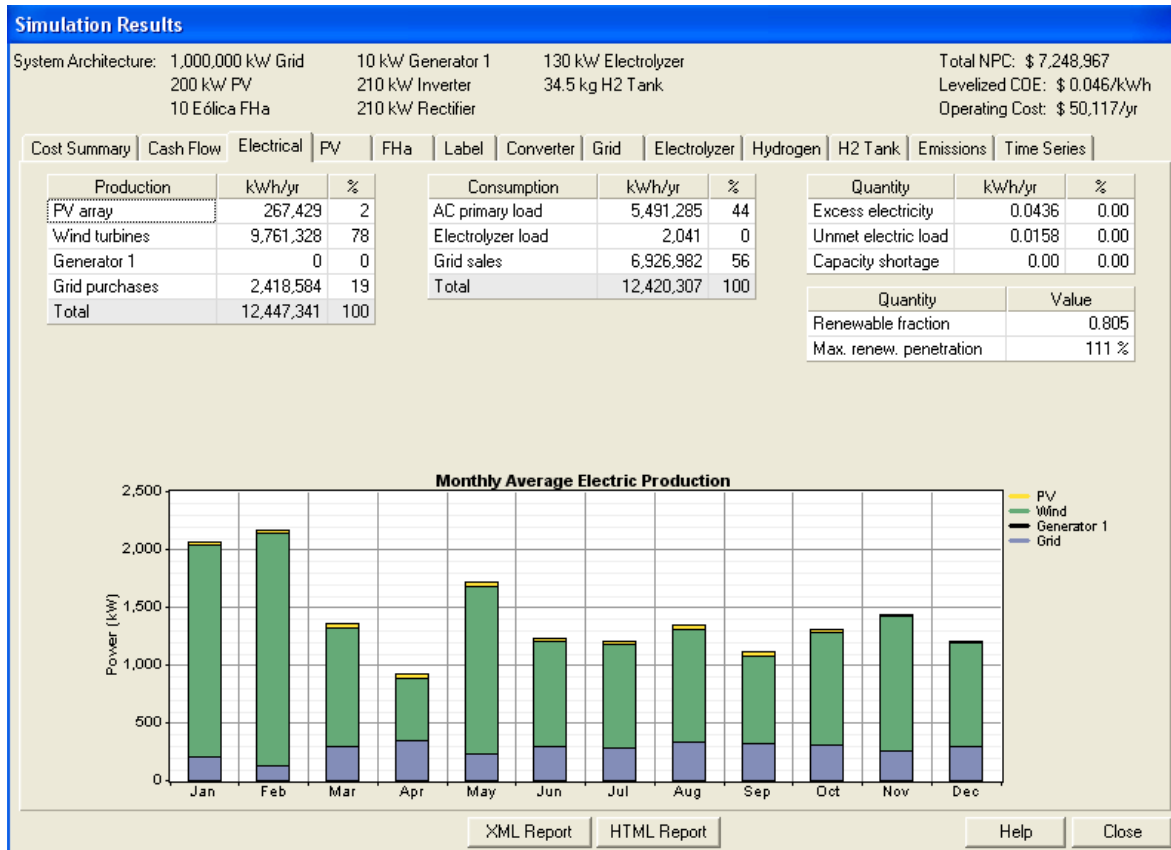 Simulation Results
System Architecture: 1,000,000 kW Grid 10 kW Generator 1 130 kW Electrolyzer Total NPC: $ 7,248,967
200 kW PV 210 kW Inverter 34.5 kg H2 Tank Levelized COE: $ 0.046/kWh
10 Eólica FHa 210 kW Rectifier Operating Cost: $ 50,117/yr
Cost Summary Cash Flow Electrical PV FHa Label Converter Grid Electrolyzer Hydrogen H2 Tank Emissions Time Series
Production kWh/yr %
PV array 267,429 2
Wind turbines 9,761,328 78
Generator 1 0 0
Grid purchases 2,418,584 19
Total 12,447,341 100
Consumption kWh/yr %
AC primary load 5,491,285 44
Electrolyzer load 2,041 0
Grid sales 6,926,982 56
Total 12,420,307 100
Quantity kWh/yr %
Excess electricity 0.0436 0.00
Unmet electric load 0.0158 0.00
Capacity shortage 0.00 0.00
Quantity Value
Renewable fraction 0.805
Max. renew. penetration 111 %
Monthly Average Electric Production
Power (kW)
2,500
2,000
1,500
1,000
500
0
Jan Feb Mar Apr May Jun Jul Aug Sep Oct Nov Dec
PV
Wind
Generator 1
Grid
XML Report HTML Report Help Close